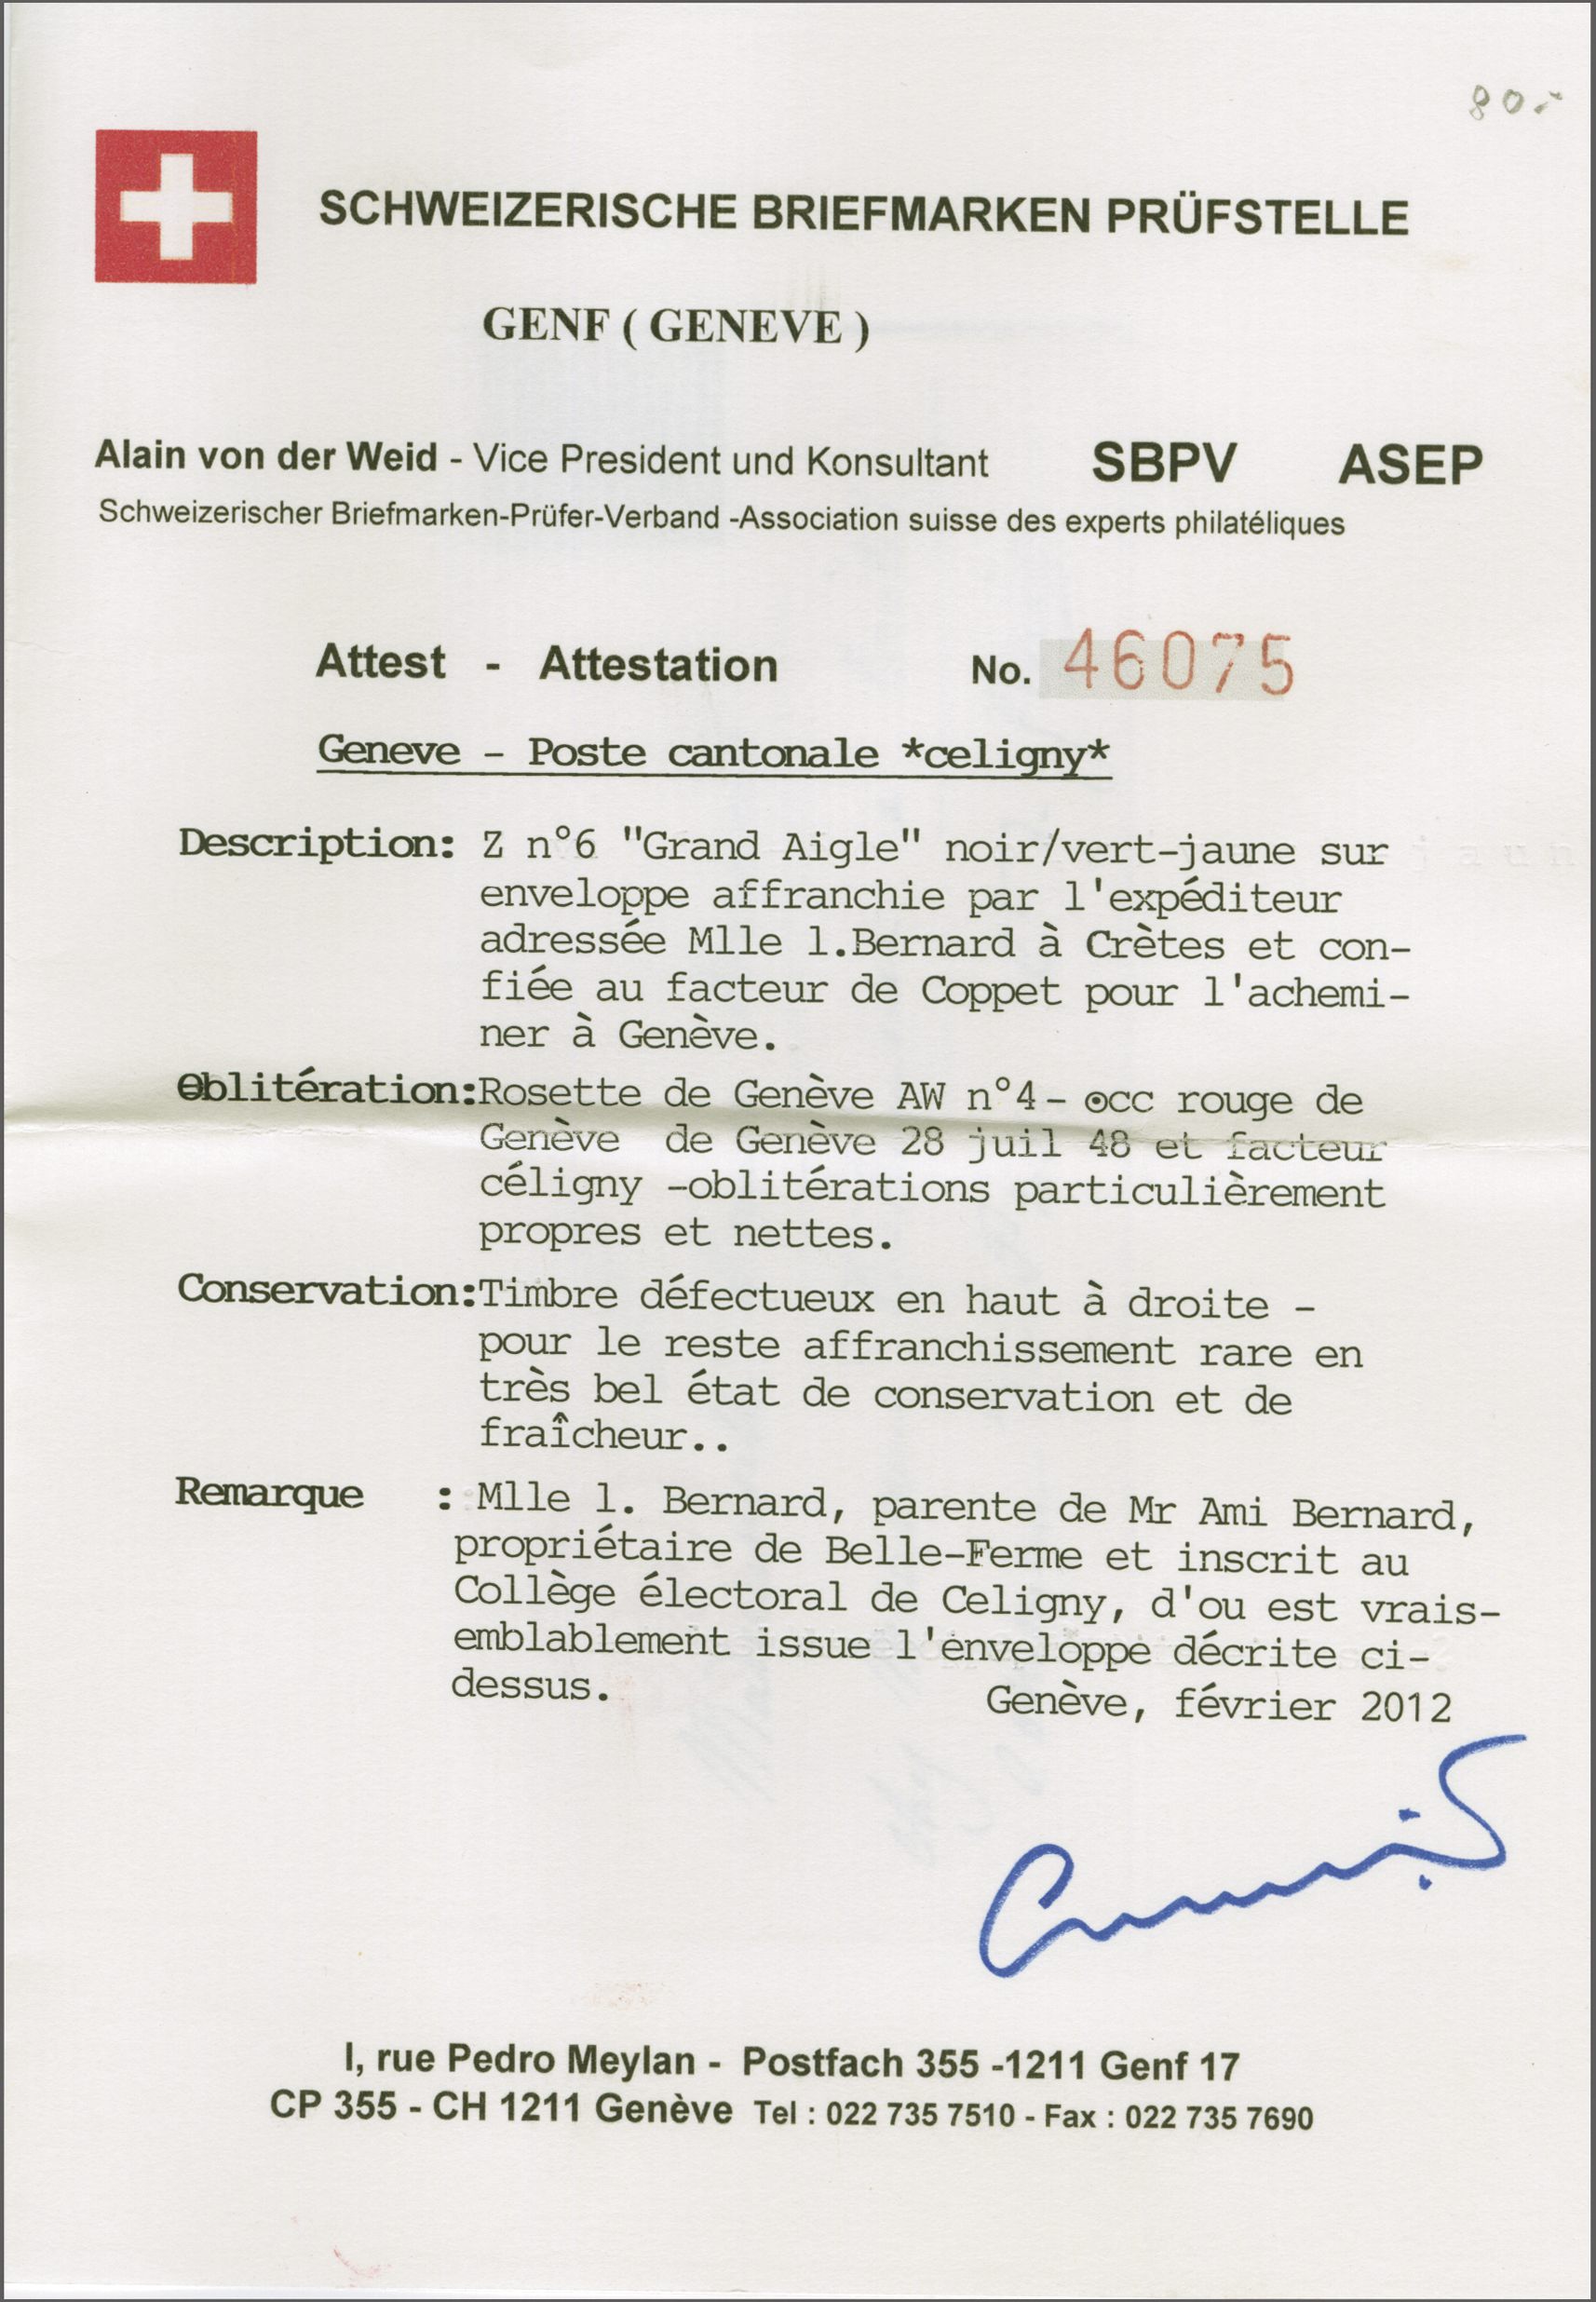 80.-
SCHWEIZERISCHE BRIEFMARKEN PRÜFSTELLE
GENF ( GENEVE )
Alain von der Weid - Vice President und Konsultant SBPV ASEP
Schweizerischer Briefmarken-Prüfer-Verband -Association suisse des experts philatéliques
Attest - Attestation No. 46075
Geneve - Poste cantonale *celigny*
Description: Z n°6 "Grand Aigle" noir/vert-jaune sur
enveloppe affranchie par l'expéditeur
adressée Mlle l.Bernard à Crètes et con-
fiée au facteur de Coppet pour l'achemi-
ner à Genève.
Oblitération:Rosette de Genève AW n°4- occ rouge de
Genève de Genève 28 juil 48 et facteur
céligny -oblitérations particulièrement
propres et nettes.
Conservation:Timbre défectueux en haut à droite -
pour le reste affranchissement rare en
très bel état de conservation et de
fraîcheur..
Remarque : Mlle l. Bernard, parente de Mr Ami Bernard,
propriétaire de Belle-Ferme et inscrit au
Collège électoral de Celigny, d'ou est vrais-
emblablement issue l'enveloppe décrite ci-
dessus.
Genève, février 2012
I, rue Pedro Meylan - Postfach 355 -1211 Genf 17
CP 355 - CH 1211 Genève Tel : 022 735 7510 - Fax : 022 735 7690